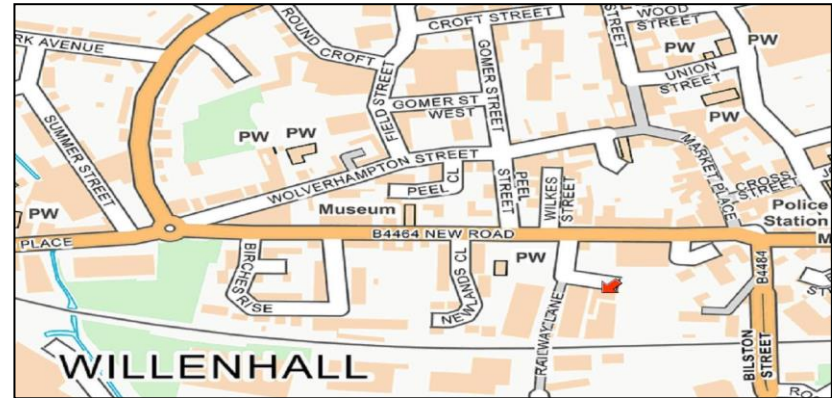 CROFT STREET
WOOD STREET
ROUND CROFT
RK AVENUE
STREET
PW
PW
UNION STREET
GOMER STREET
GOMER ST WEST
FIELD STREET
SUMMER STREET
PW
PW
PW
MARKET PLACE
WOLVERHAMPTON STREET
PEEL CL
PEEL STREET
WILKES STREET
CROSS STREET
Police Station
PW
Museum
M
PLACE
B4464 NEW ROAD
BIRCHES RISE
NEWLANDS CL
PW
B4484
RAILWAY LANE
BILSTON STREET
WILLENHALL